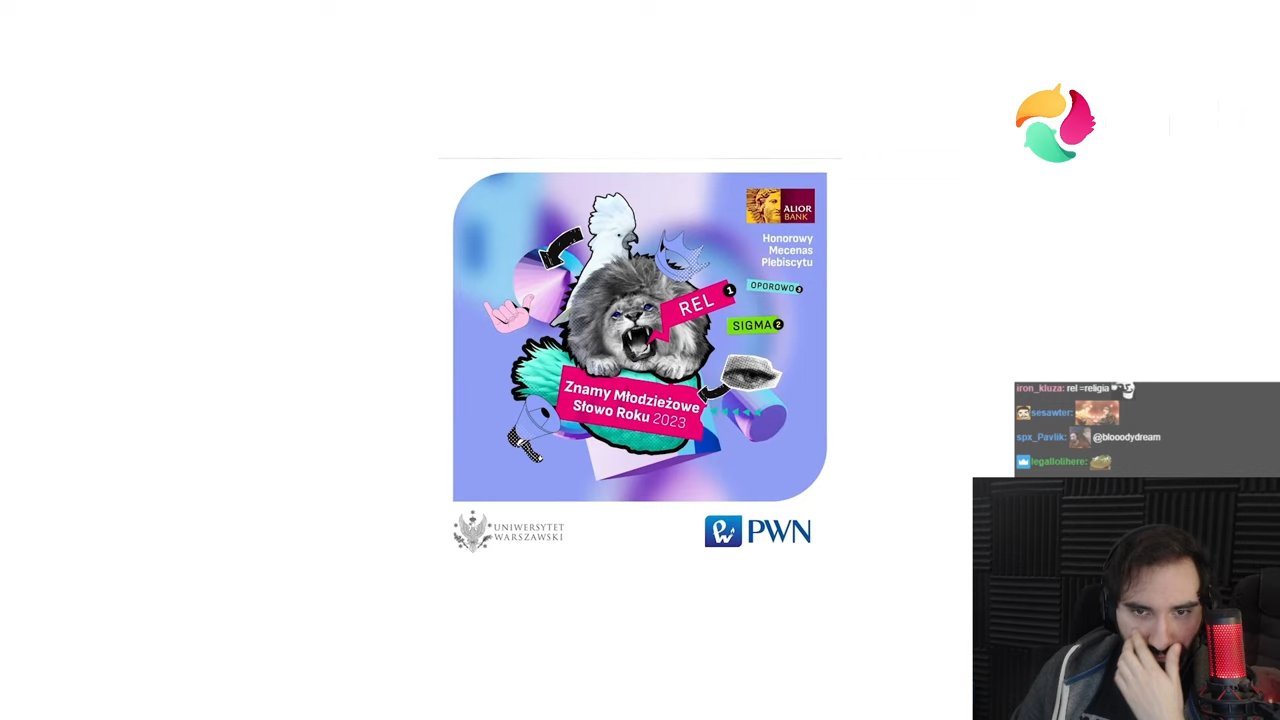 ALIOR
BANK
Honorowy
Mecenas
Plebiscytu
REL 1
OPOROWO 3
SIGMA 2
Znamy Młodzieżowe
Słowo Roku 2023
UNIWERSYTET
WARSZAWSKI
PWN
iron_kluza: rel =religia
sesawter:
spx_Pavlik: @blooodydream
legallolihere: